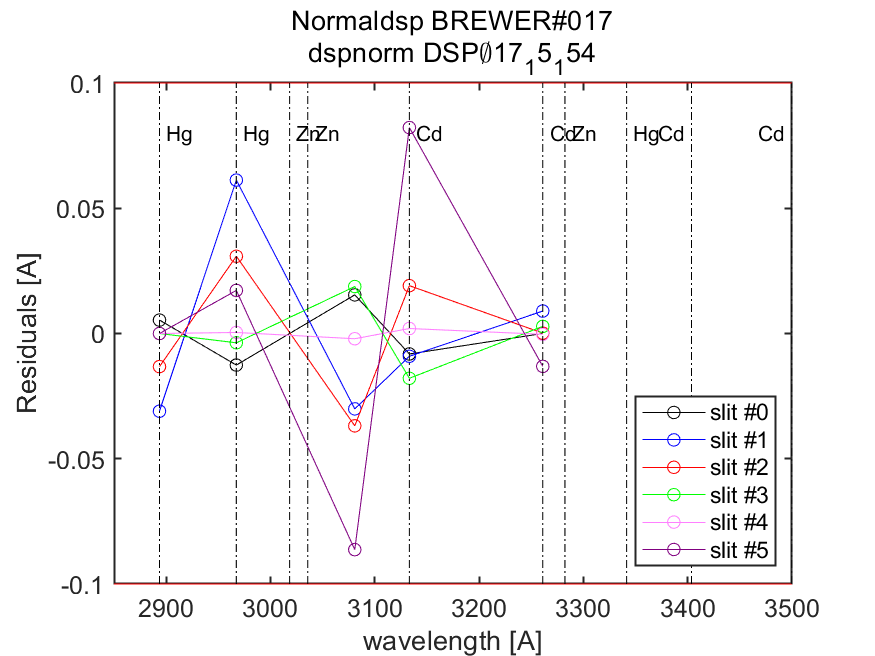 Normaldsp BREWER#017
dspnorm DSP∅17₁5₁54
0.1
0.05
0
-0.05
-0.1
Residuals [A]
Hg
Hg
Zn
Zn
Cd
Cd
Zn
Hg
Cd
Cd
slit #0
slit #1
slit #2
slit #3
slit #4
slit #5
2900 3000 3100 3200 3300 3400 3500
wavelength [A]